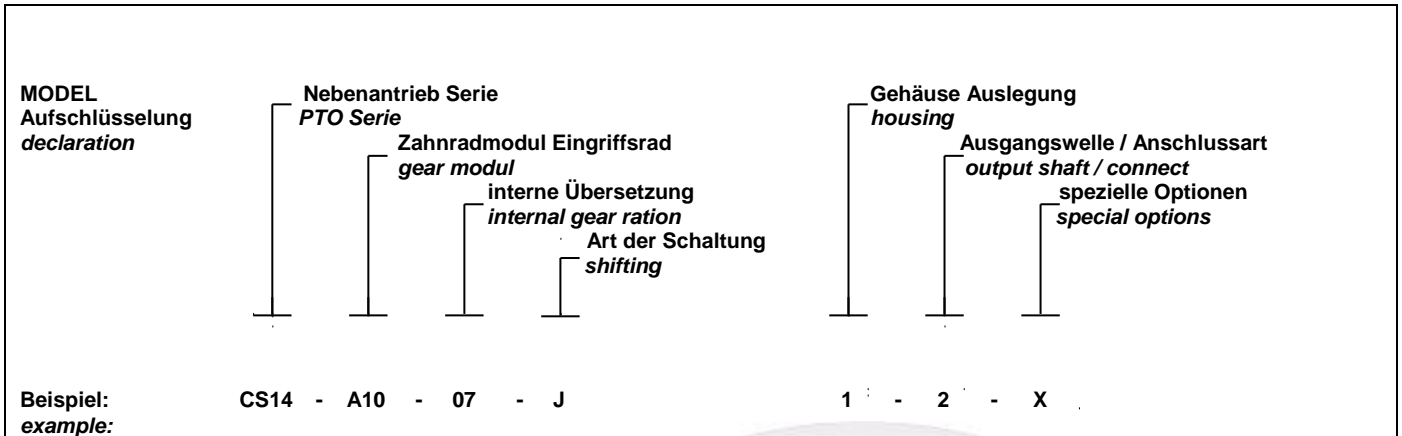 MODEL
Aufschlüsselung
declaration
Nebenantrieb Serie
PTO Serie
Zahnradmodul Eingriffsrad
gear modul
interne Übersetzung
internal gear ration
Art der Schaltung
shifting
Gehäuse Auslegung
housing
Ausgangswelle / Anschlussart
output shaft / connect
spezielle Optionen
special options
Beispiel: CS14 - A10 - 07 - J 1 - 2 - X
example: